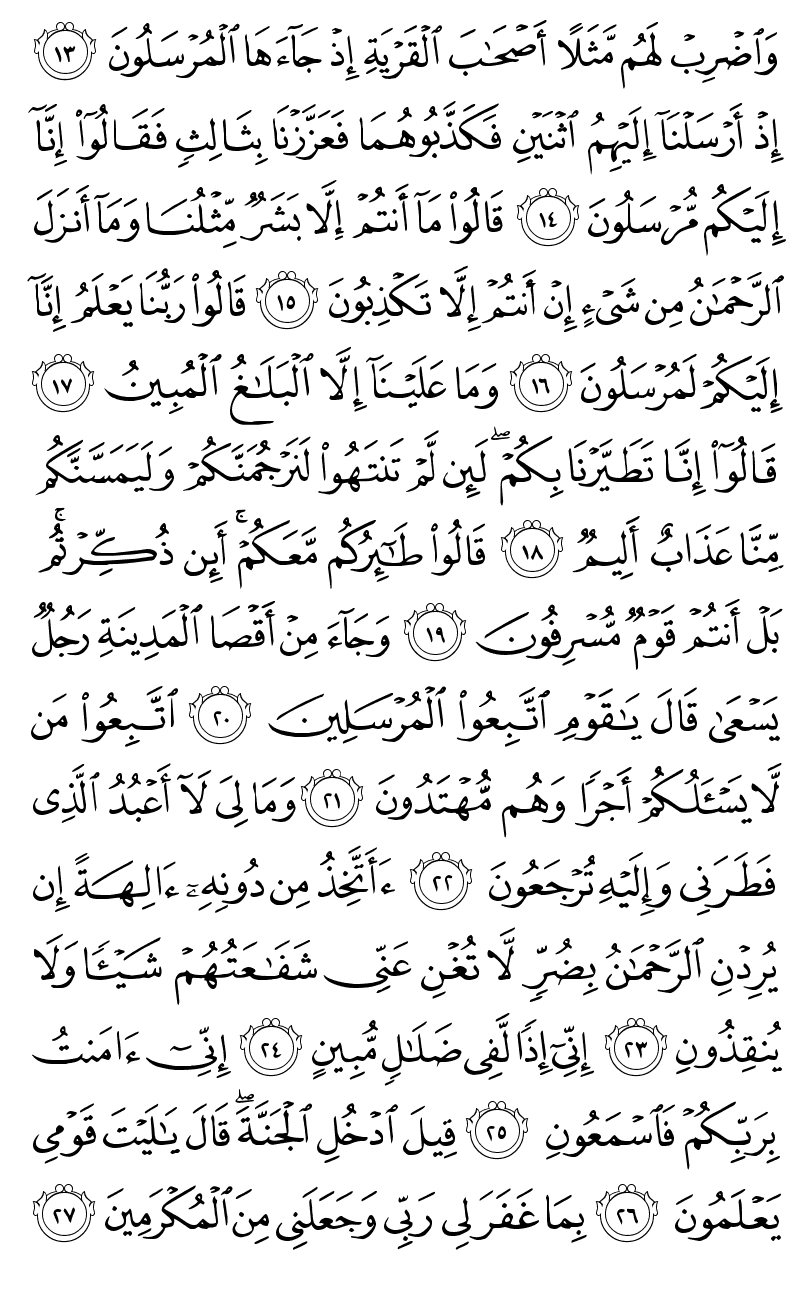 وَٱضۡرِبۡ لَهُم مَّثَلًا أَصۡحَٰبَ ٱلۡقَرۡيَةِ إِذۡ جَآءَهَا ٱلۡمُرۡسَلُونَ ١٣
إِذۡ أَرۡسَلۡنَآ إِلَيۡهِمُ ٱثۡنَيۡنِ فَكَذَّبُوهُمَا فَعَزَّزۡنَا بِثَالِثٖ فَقَالُوٓاْ إِنَّآ
إِلَيۡكُم مُّرۡسَلُونَ ١٤ قَالُواْ مَآ أَنتُمۡ إِلَّا بَشَرٞ مِّثۡلُنَا وَمَآ أَنزَلَ
ٱلرَّحۡمَٰنُ مِن شَيۡءٍ إِنۡ أَنتُمۡ إِلَّا تَكۡذِبُونَ ١٥ قَالُواْ رَبُّنَا يَعۡلَمُ إِنَّآ
إِلَيۡكُمۡ لَمُرۡسَلُونَ ١٦ وَمَا عَلَيۡنَآ إِلَّا ٱلۡبَلَٰغُ ٱلۡمُبِينُ ١٧
قَالُوٓاْ إِنَّا تَطَيَّرۡنَا بِكُمۡۖ لَئِن لَّمۡ تَنتَهُواْ لَنَرۡجُمَنَّكُمۡ وَلَيَمَسَّنَّكُم
مِّنَّا عَذَابٌ أَلِيمٞ ١٨ قَالُواْ طَٰٓئِرُكُم مَّعَكُمۡ أَئِن ذُكِّرۡتُمۚ
بَلۡ أَنتُمۡ قَوۡمٞ مُّسۡرِفُونَ ١٩ وَجَآءَ مِنۡ أَقۡصَا ٱلۡمَدِينَةِ رَجُلٞ
يَسۡعَىٰ قَالَ يَٰقَوۡمِ ٱتَّبِعُواْ ٱلۡمُرۡسَلِينَ ٢٠ ٱتَّبِعُواْ مَن
لَّا يَسۡـَٔلُكُمۡ أَجۡرٗا وَهُم مُّهۡتَدُونَ ٢١ وَمَا لِيَ لَآ أَعۡبُدُ ٱلَّذِي
فَطَرَنِي وَإِلَيۡهِ تُرۡجَعُونَ ٢٢ ءَأَتَّخِذُ مِن دُونِهِۦٓ ءَالِهَةً إِن
يُرِدۡنِ ٱلرَّحۡمَٰنُ بِضُرّٖ لَّا تُغۡنِ عَنِّي شَفَٰعَتُهُمۡ شَيۡـٔٗا وَلَا
يُنقِذُونِ ٢٣ إِنِّيٓ إِذٗا لَّفِي ضَلَٰلٖ مُّبِينٍ ٢٤ إِنِّيٓ ءَامَنتُ
بِرَبِّكُمۡ فَٱسۡمَعُونِ ٢٥ قِيلَ ٱدۡخُلِ ٱلۡجَنَّةَۖ قَالَ يَٰلَيۡتَ قَوۡمِي
يَعۡلَمُونَ ٢٦ بِمَا غَفَرَ لِي رَبِّي وَجَعَلَنِي مِنَ ٱلۡمُكۡرَمِينَ ٢٧